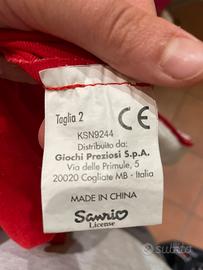 Taglia 2
KSN9244
Distribuito da:
Giochi Preziosi S.p.A.
Via delle Primule, 5
20020 Cogliate MB - Italia
MADE IN CHINA
Sanrio
License
subito